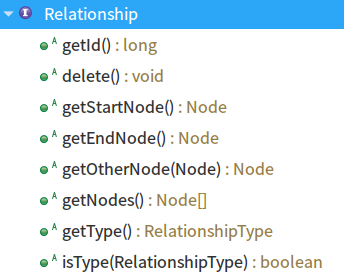 Relationship
A getId() : long
A delete() : void
A getStartNode() : Node
A getEndNode() : Node
A getOtherNode(Node) : Node
A getNodes() : Node[]
A getType() : RelationshipType
A isType(RelationshipType) : boolean